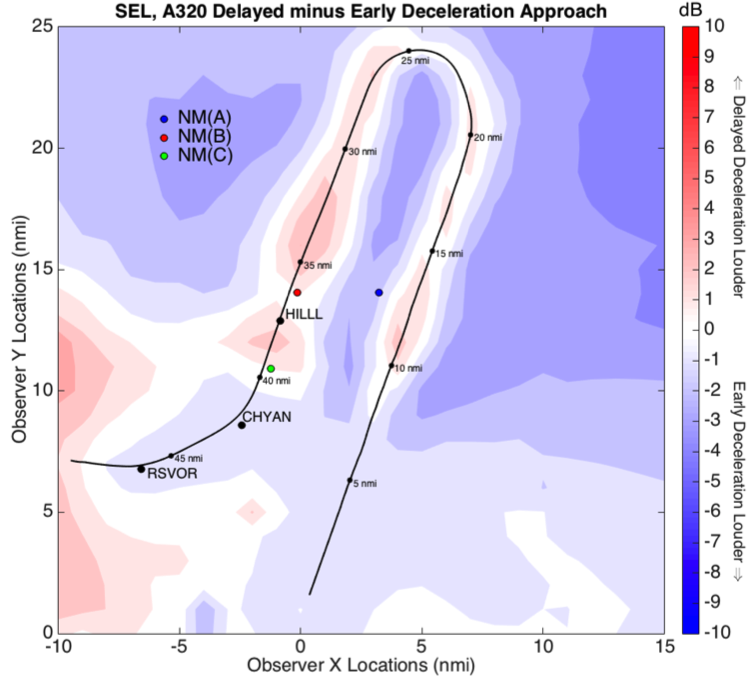 SEL, A320 Delayed minus Early Deceleration Approach
dB
25
20
15
10
5
0
-10
-5
0
5
10
15
Observer Y Locations (nmi)
Observer X Locations (nmi)
NM(A)
NM(B)
NM(C)
25 nmi
20 nmi
30 nmi
15 nmi
35 nmi
HILLL
10 nmi
40 nmi
CHYAN
45 nmi
RSVOR
5 nmi
10
9
8
7
6
5
4
3
2
1
0
-1
-2
-3
-4
-5
-6
-7
-8
-9
-10
⇐ Delayed Deceleration Louder
Early Deceleration Louder ⇒